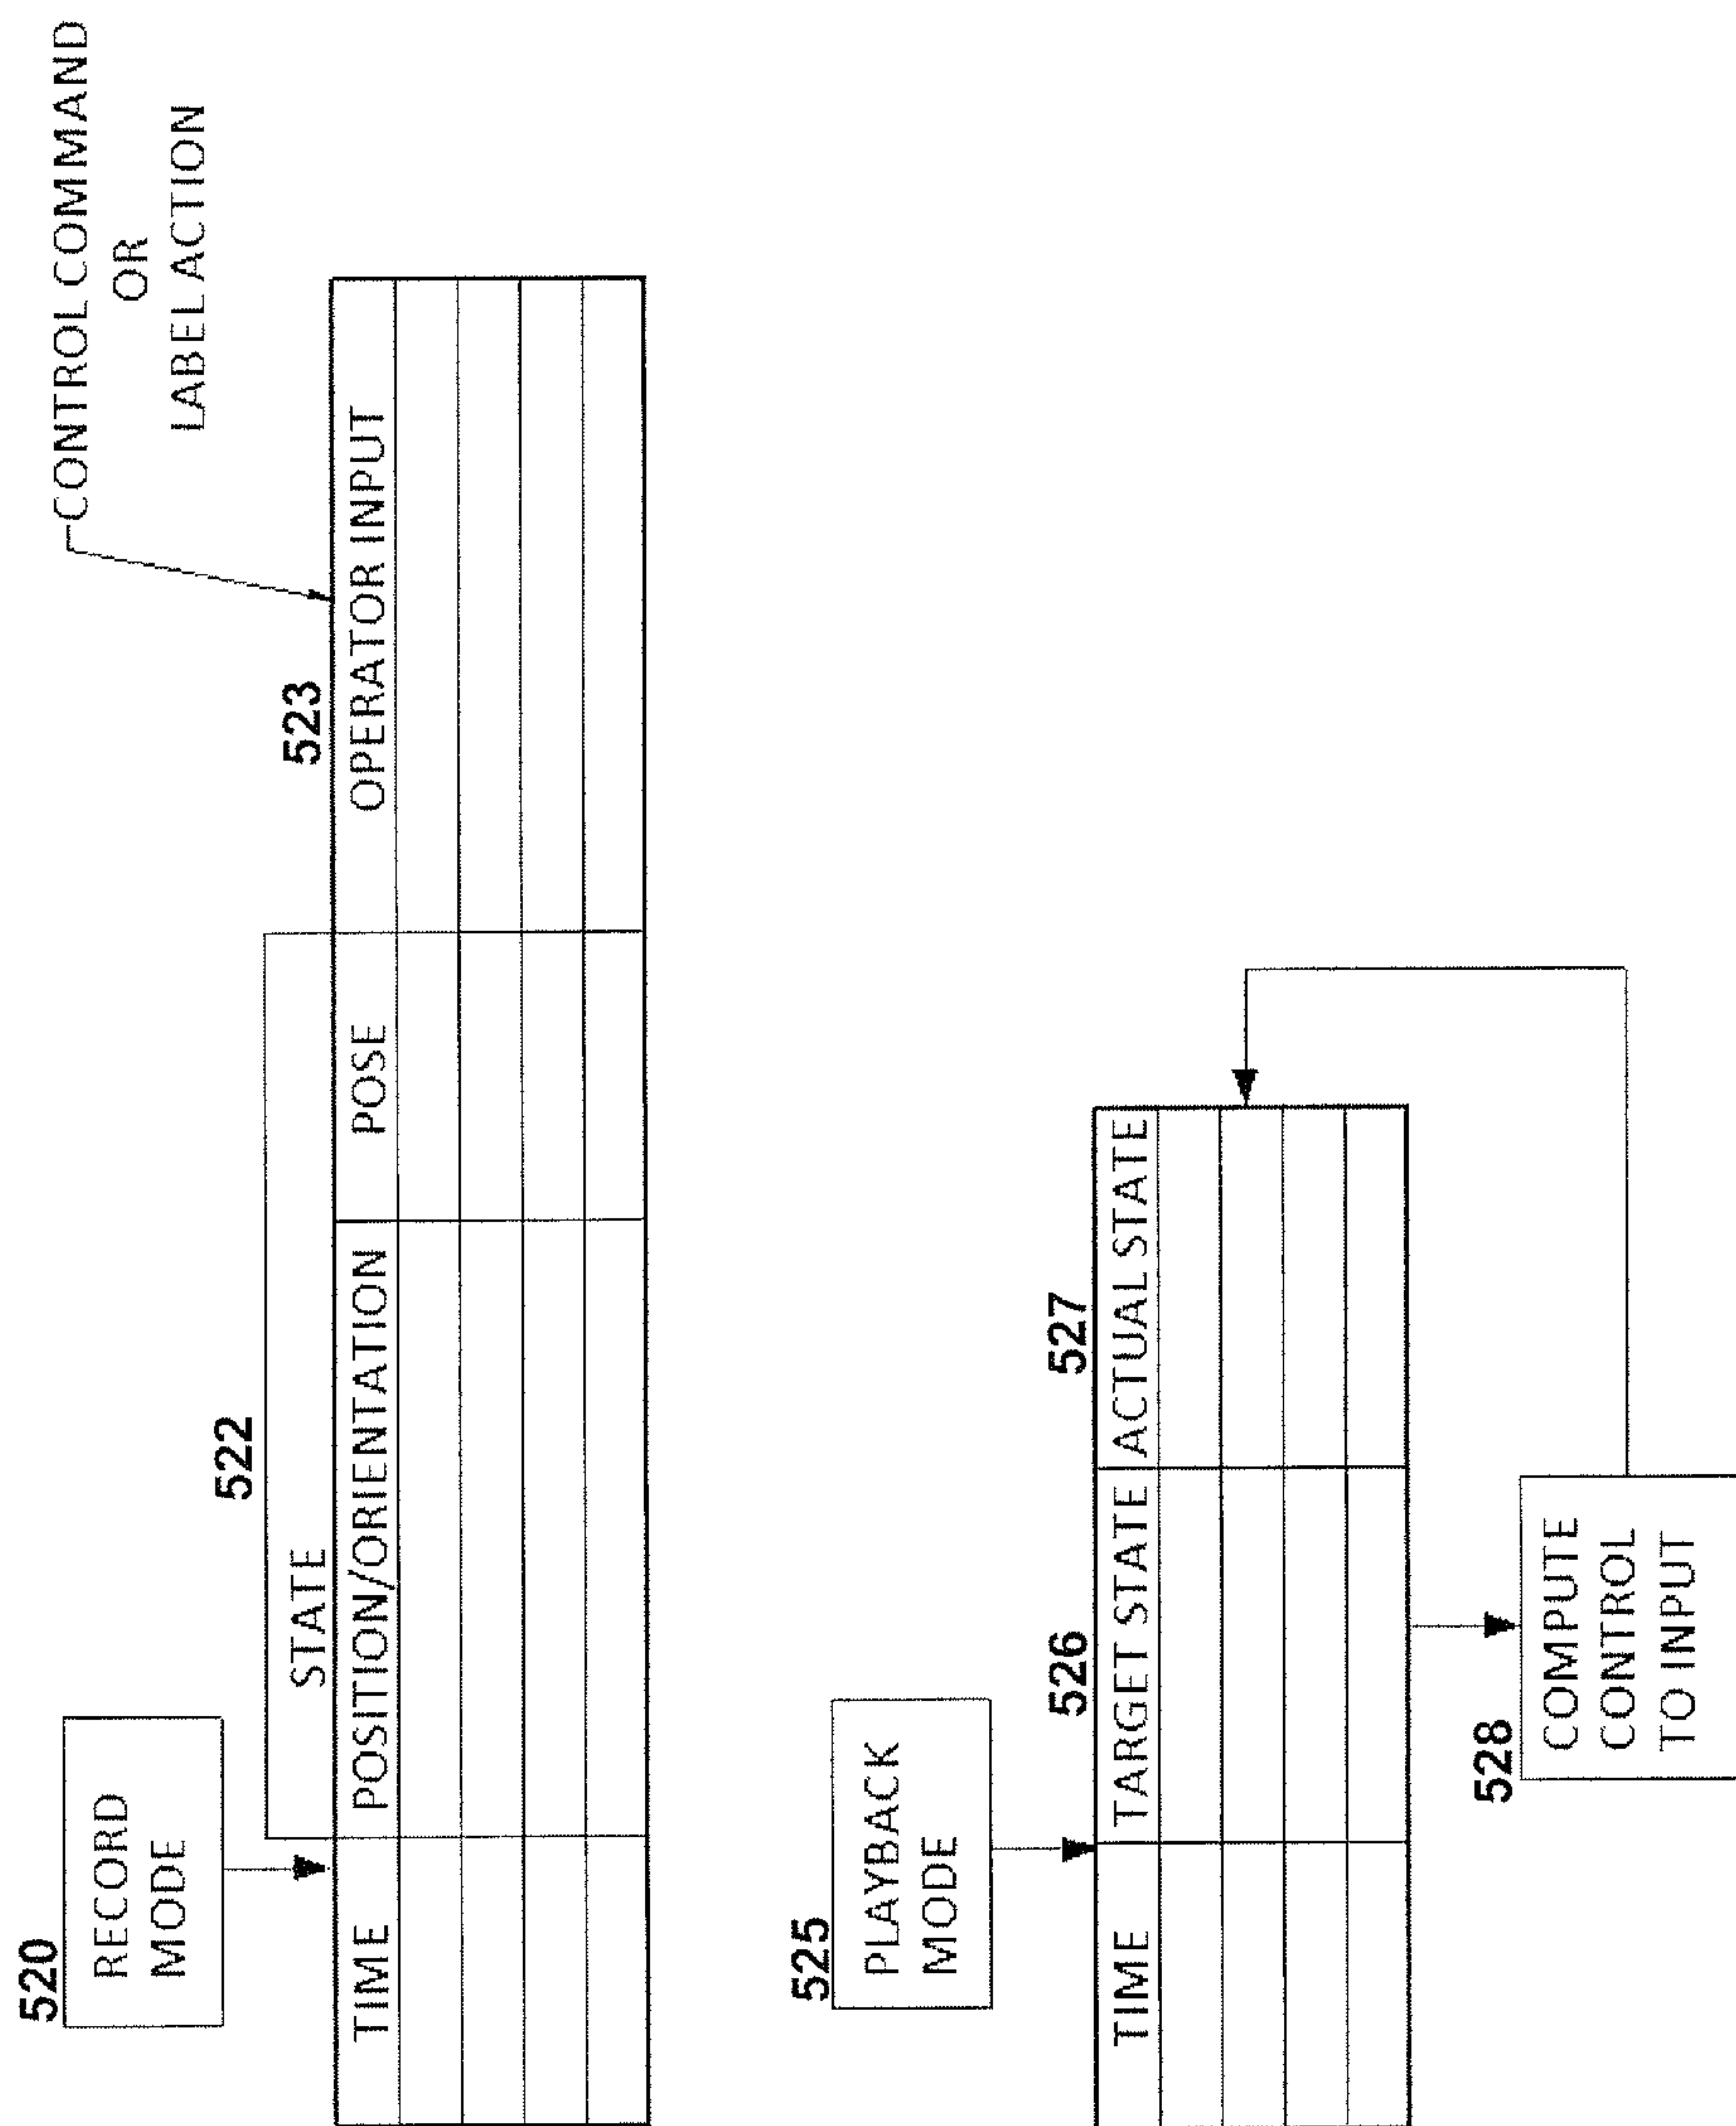 520
RECORD
MODE
522
STATE
523
CONTROL COMMAND
OR
LABEL ACTION
TIME POSITION/ORIENTATION POSE OPERATOR INPUT
525
PLAYBACK
MODE
526
527
TIME TARGET STATE ACTUAL STATE
528
COMPUTE
CONTROL
TO INPUT